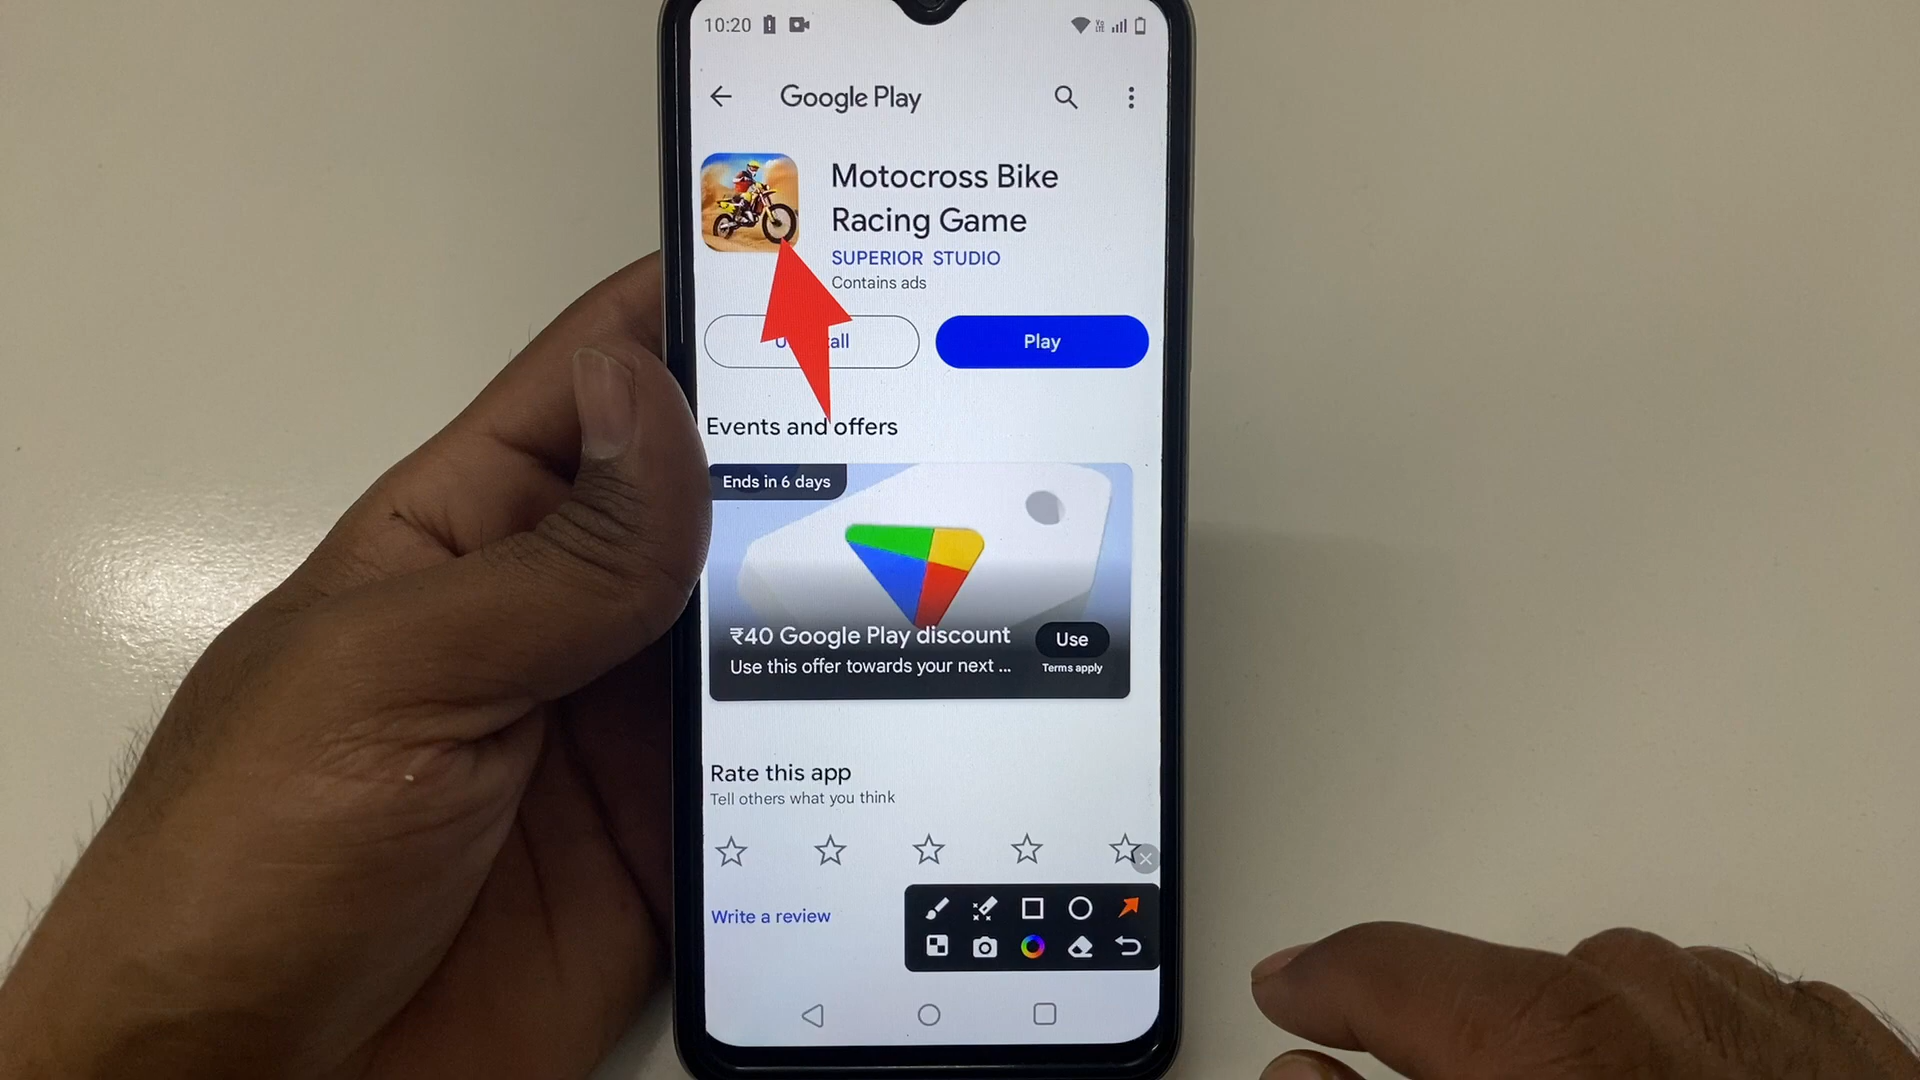 10:20
Vo
LTE
Google Play
Motocross Bike
Racing Game
SUPERIOR STUDIO
Contains ads
Play
Events and offers
Ends in 6 days
₹40 Google Play discount
Use
Use this offer towards your next ...
Terms apply
Rate this app
Tell others what you think
Write a review